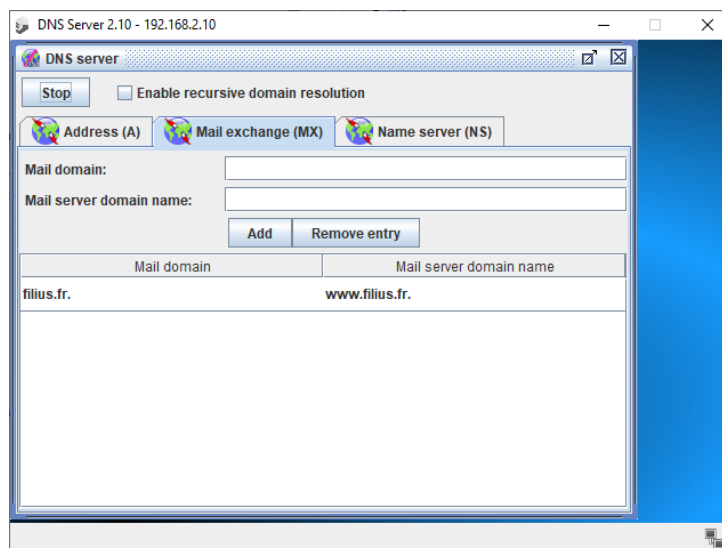 DNS Server 2.10 - 192.168.2.10
DNS server
Stop Enable recursive domain resolution
Address (A) Mail exchange (MX) Name server (NS)
Mail domain:
Mail server domain name:
Add Remove entry
Mail domain Mail server domain name
filius.fr. www.filius.fr.